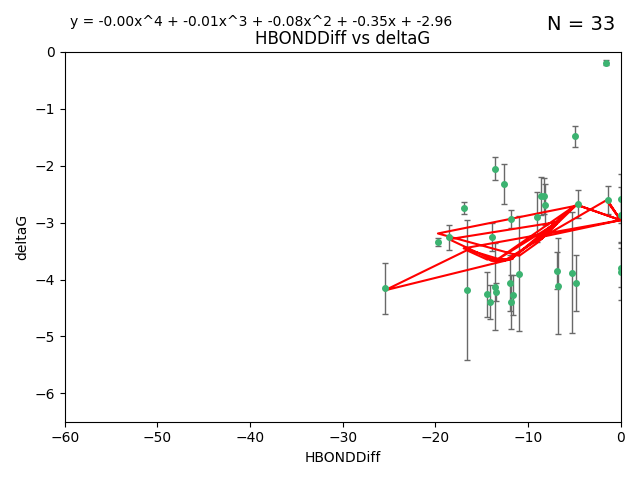 y = -0.00x^4 + -0.01x^3 + -0.08x^2 + -0.35x + -2.96
N = 33
HBONDDiff vs deltaG
deltaG
0
−1
−2
−3
−4
−5
−6
−60 −50 −40 −30 −20 −10 0
HBONDDiff